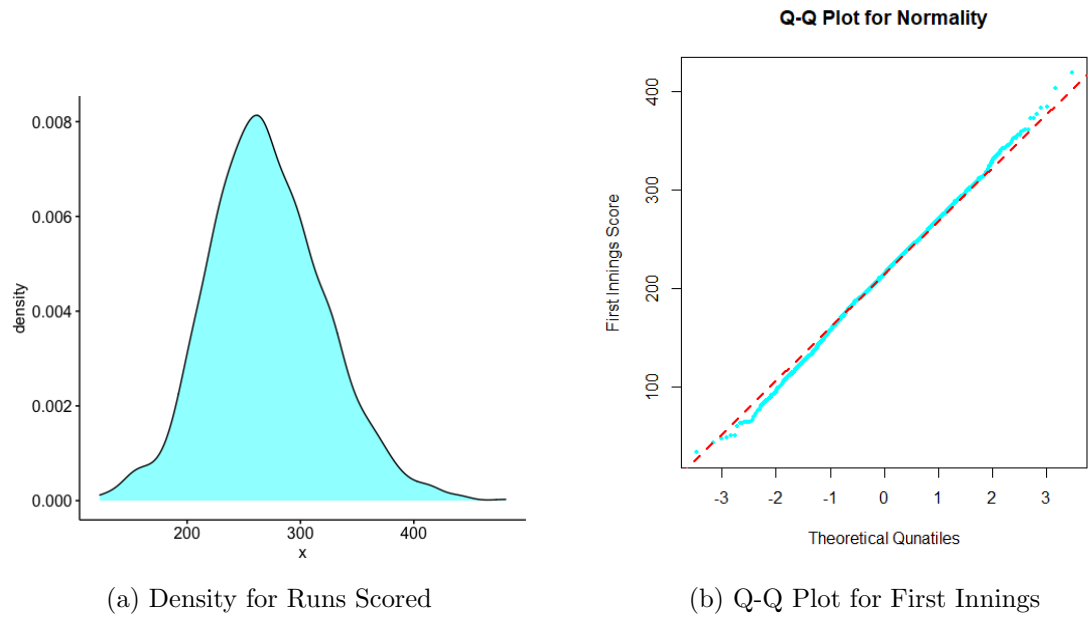 Q-Q Plot for Normality
density
0.008
0.006
0.004
0.002
0.000
200 300 400
x
First Innings Score
400
300
200
100
-3 -2 -1 0 1 2 3
Theoretical Qunatiles
(a) Density for Runs Scored
(b) Q-Q Plot for First Innings